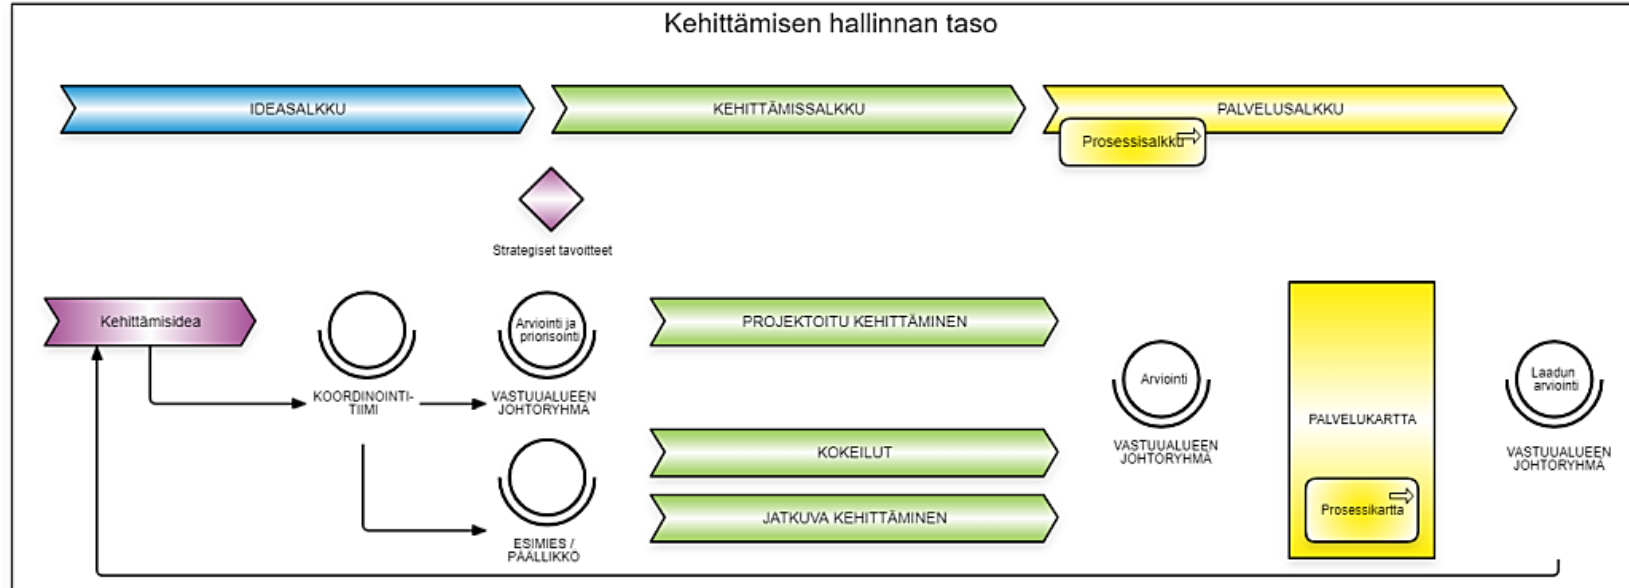 Kehittämisen hallinnan taso
IDEASALKKU
KEHITTÄMISSALKKU
PALVELUSALKKU
Prosessisalkku
Strategiset tavoitteet
Kehittämisidea
KOORDINOINTI-
TIIMI
Arviointi ja
priorisointi
VASTUUALUEEN
JOHTORYHMÄ
ESIMIES /
PÄÄLLIKKÖ
PROJEKTOITU KEHITTÄMINEN
KOKEILUT
JATKUVA KEHITTÄMINEN
Arviointi
VASTUUALUEEN
JOHTORYHMÄ
PALVELUKARTTA
Prosessikartta
Laadun
arviointi
VASTUUALUEEN
JOHTORYHMÄ